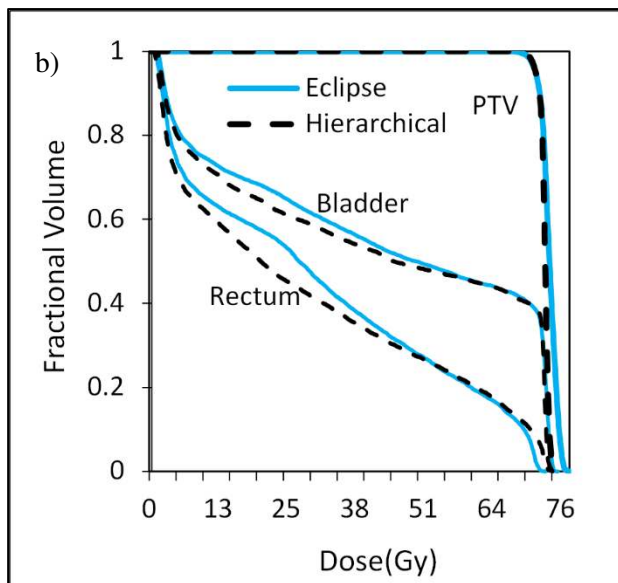 b)
1
Eclipse
Hierarchical
PTV
0.8
Bladder
0.6
Rectum
0.4
0.2
0
Fractional Volume
0 13 25 38 51 64 76
Dose(Gy)